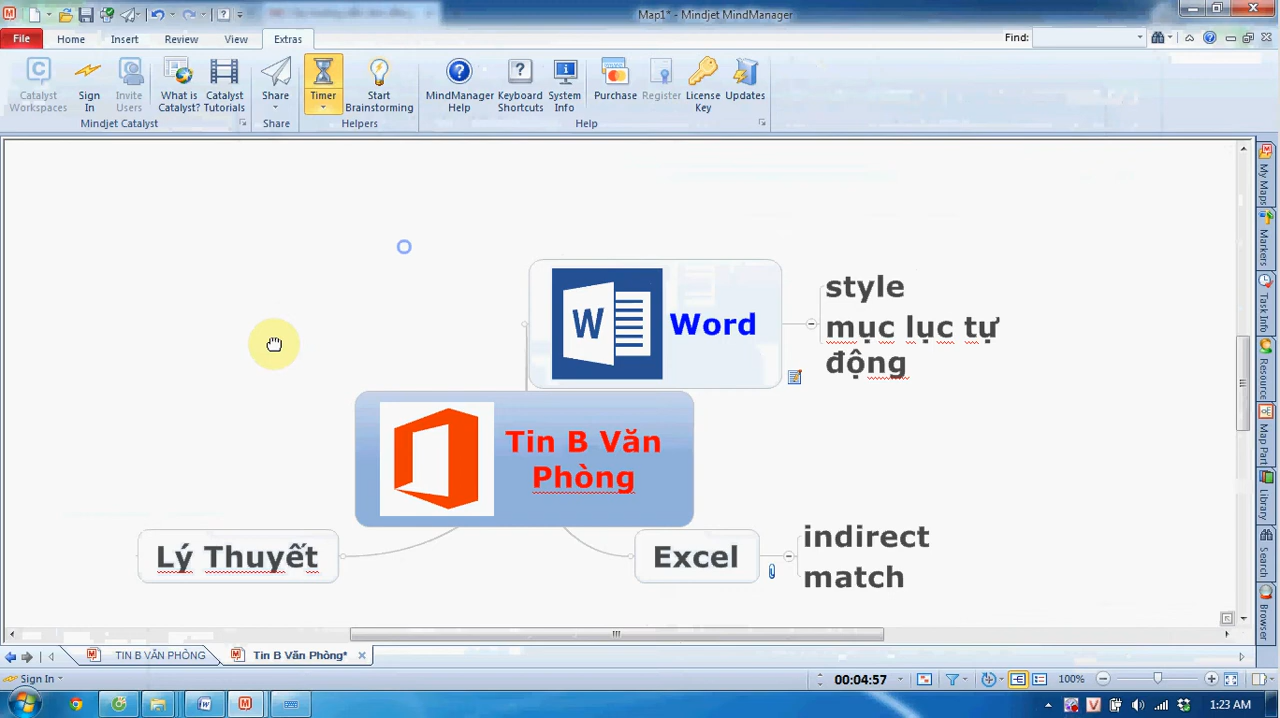 Map1* - Mindjet MindManager
File Home Insert Review View Extras Find:
Catalyst Workspaces
Sign In
Invite Users
What is Catalyst?
Catalyst Tutorials
Share
Timer
Start Brainstorming
MindManager Help
Keyboard Shortcuts
System Info
Purchase
Register
License Key
Updates
Mindjet Catalyst Share Helpers Help
W
Word
style
mục lục tự
động
Tin B Văn
Phòng
Lý Thuyết
Excel
indirect
match
My Maps
Markers
Task Info
Resource
Map Part
Library
Search
Browser
TIN B VĂN PHÒNG Tin B Văn Phòng*
Sign In 00:04:57 100%
1:23 AM